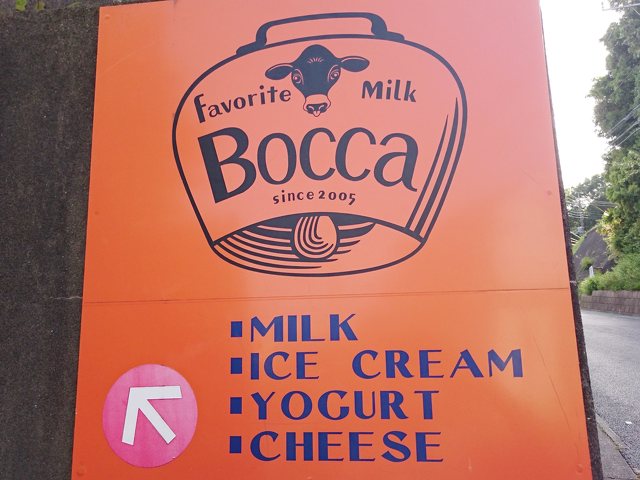 Favorite Milk
Bocca
since 2005
MILK
ICE CREAM
YOGURT
CHEESE